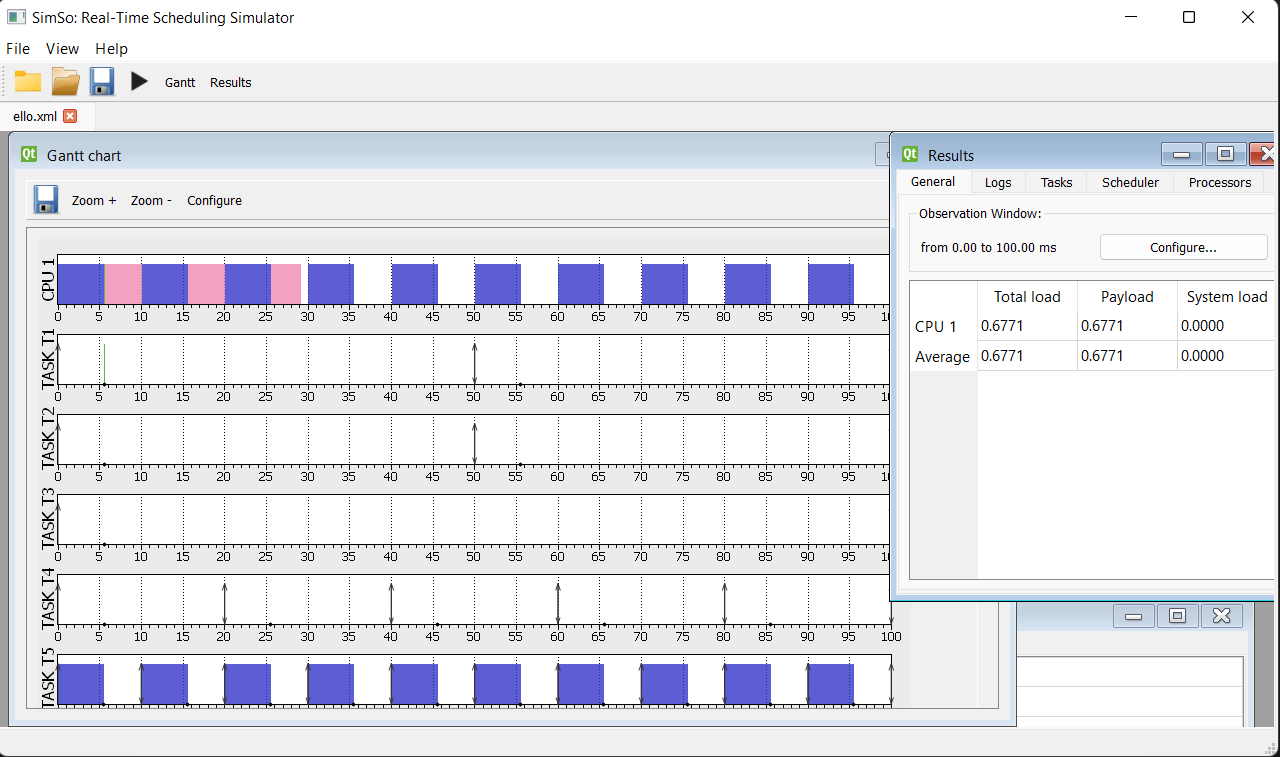 SimSo: Real-Time Scheduling Simulator
File View Help
Gantt Results
ello.xml
Qt Gantt chart
Zoom + Zoom - Configure
CPU 1
0 5 10 15 20 25 30 35 40 45 50 55 60 65 70 75 80 85 90 95 10
TASK T1
0 5 10 15 20 25 30 35 40 45 50 55 60 65 70 75 80 85 90 95 10
TASK T2
0 5 10 15 20 25 30 35 40 45 50 55 60 65 70 75 80 85 90 95 10
TASK T3
0 5 10 15 20 25 30 35 40 45 50 55 60 65 70 75 80 85 90 95 10
TASK T4
0 5 10 15 20 25 30 35 40 45 50 55 60 65 70 75 80 85 90 95 100
TASK T5
Qt Results
General Logs Tasks Scheduler Processors
Observation Window:
from 0.00 to 100.00 ms Configure...
Total load Payload System load
CPU 1 0.6771 0.6771 0.0000
Average 0.6771 0.6771 0.0000